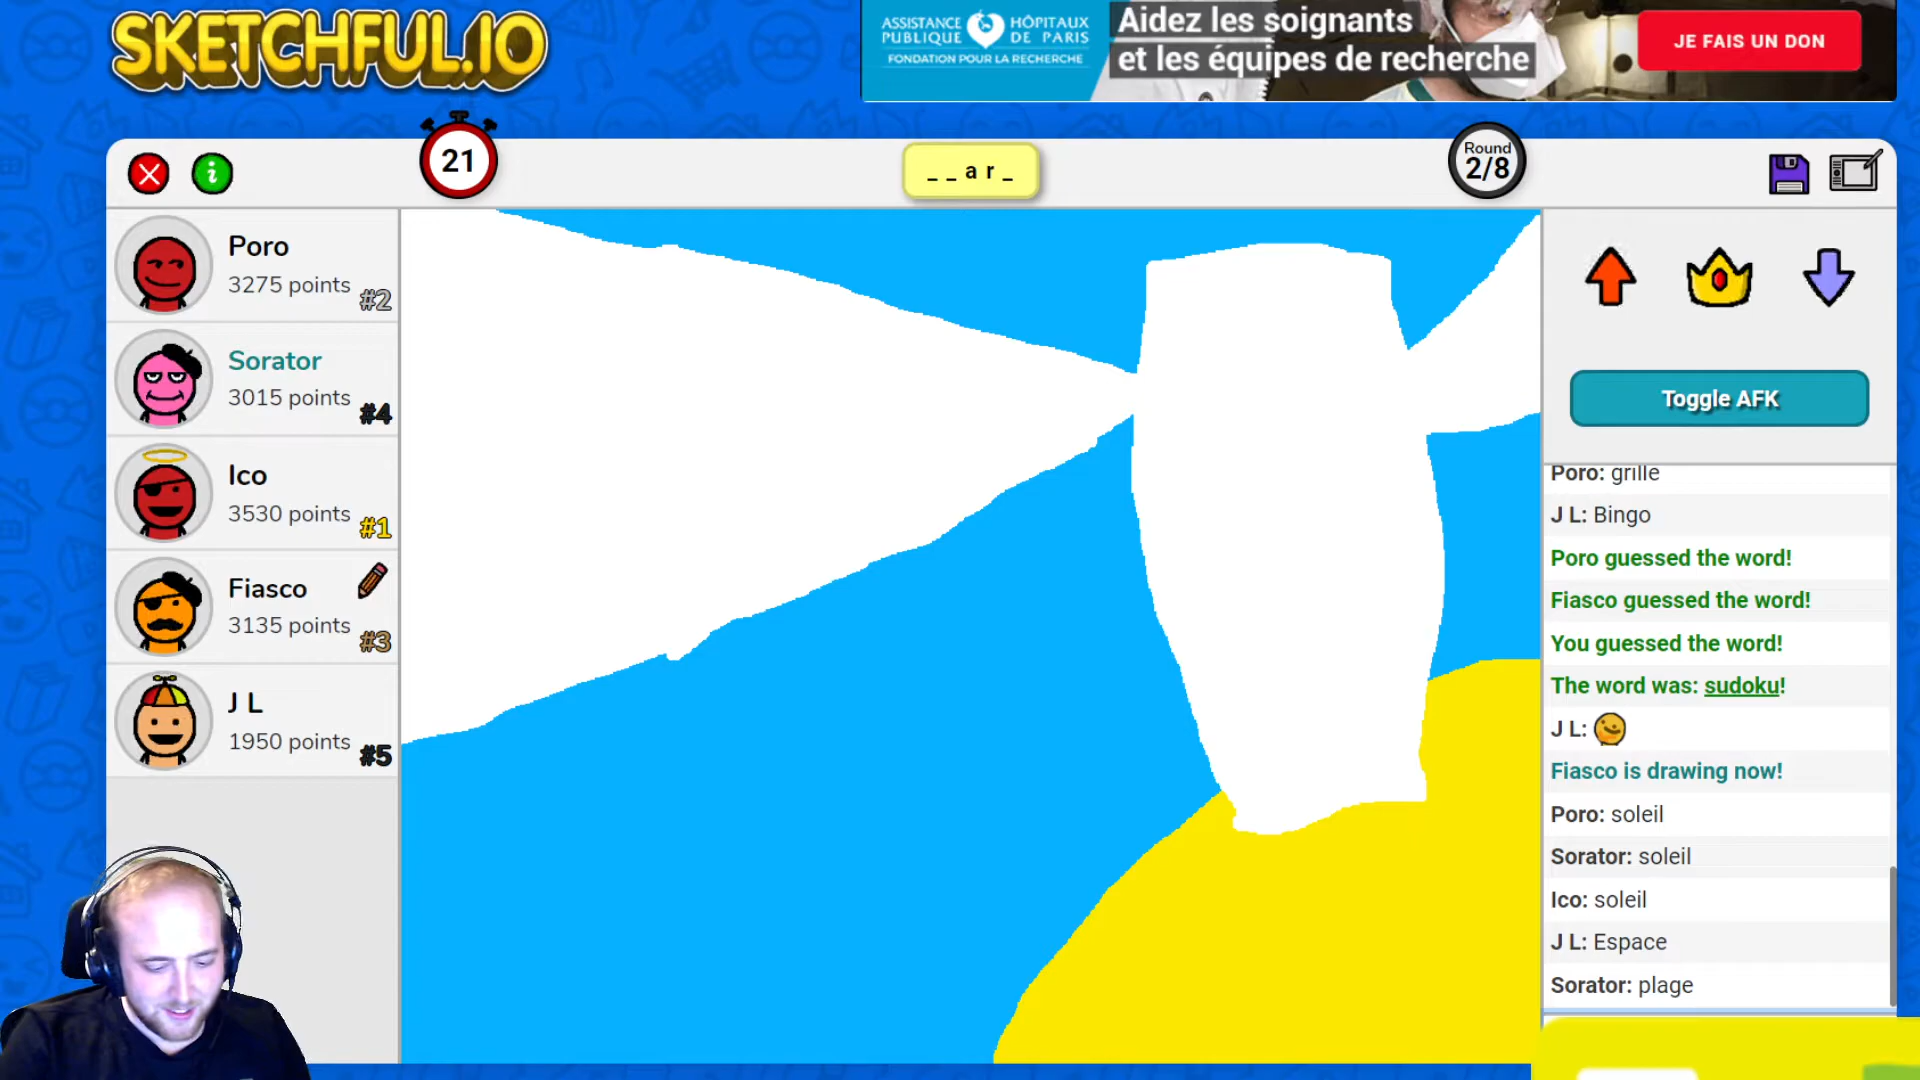 SKETCHFUL.IO
ASSISTANCE HÔPITAUX
PUBLIQUE DE PARIS
FONDATION POUR LA RECHERCHE
Aidez les soignants
et les équipes de recherche
JE FAIS UN DON
21
_ _ a r _
Round
2/8
Poro
3275 points
#2
Sorator
3015 points
#4
Ico
3530 points
#1
Fiasco
3135 points
#3
J L
1950 points
#5
Toggle AFK
Poro: grille
J L: Bingo
Poro guessed the word!
Fiasco guessed the word!
You guessed the word!
The word was: sudoku!
J L:
Fiasco is drawing now!
Poro: soleil
Sorator: soleil
Ico: soleil
J L: Espace
Sorator: plage